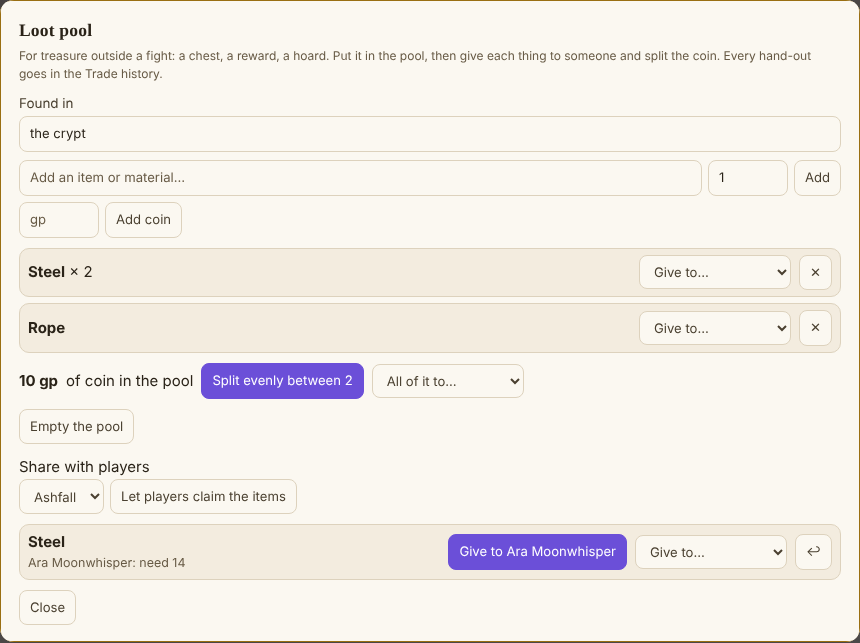 Loot pool
For treasure outside a fight: a chest, a reward, a hoard. Put it in the pool, then give each thing to someone and split the coin. Every hand-out
goes in the Trade history.
Found in
the crypt
Add an item or material... 1 Add
gp Add coin
Steel × 2 Give to... ×
Rope Give to... ×
10 gp of coin in the pool Split evenly between 2 All of it to...
Empty the pool
Share with players
Ashfall Let players claim the items
Steel
Ara Moonwhisper: need 14 Give to Ara Moonwhisper Give to... ↩
Close